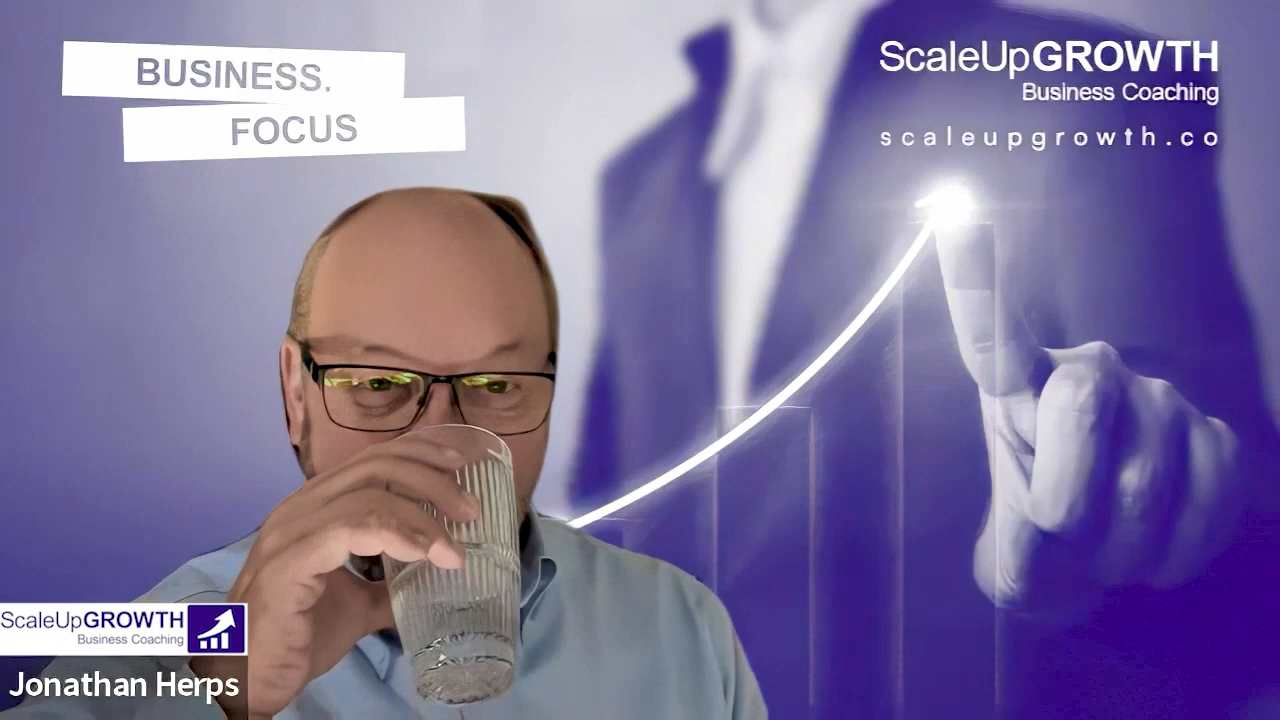 BUSINESS.
FOCUS
ScaleUpGROWTH
Business Coaching
scaleupgrowth.co
ScaleUpGROWTH
Business Coaching
Jonathan Herps